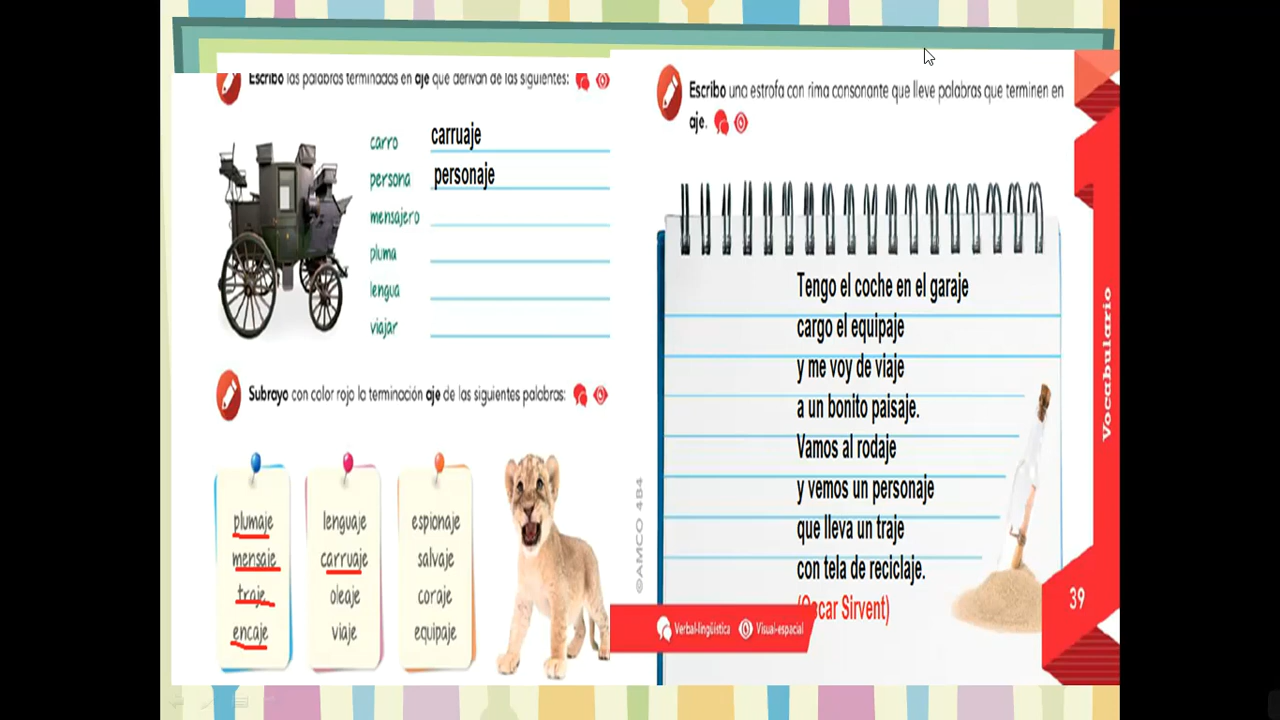 Escribo las palabras terminadas en aje que derivan de las siguientes:
carro carruaje
persona personaje
mensajero
pluma
lengua
viajar
Subrayo con color rojo la terminación aje de las siguientes palabras:
plumaje
mensaje
traje
encaje
lenguaje
carruaje
oleaje
viaje
espionaje
salvaje
coraje
equipaje
Escribo una estrofa con rima consonante que lleve palabras que terminen en
aje.
Tengo el coche en el garaje
cargo el equipaje
y me voy de viaje
a un bonito paisaje.
Vamos al rodaje
y vemos un personaje
que lleva un traje
con tela de reciclaje.
(Oscar Sirvent)
©AMCO 4B4
Verbal-lingüística Visual-espacial
Vocabulario
39